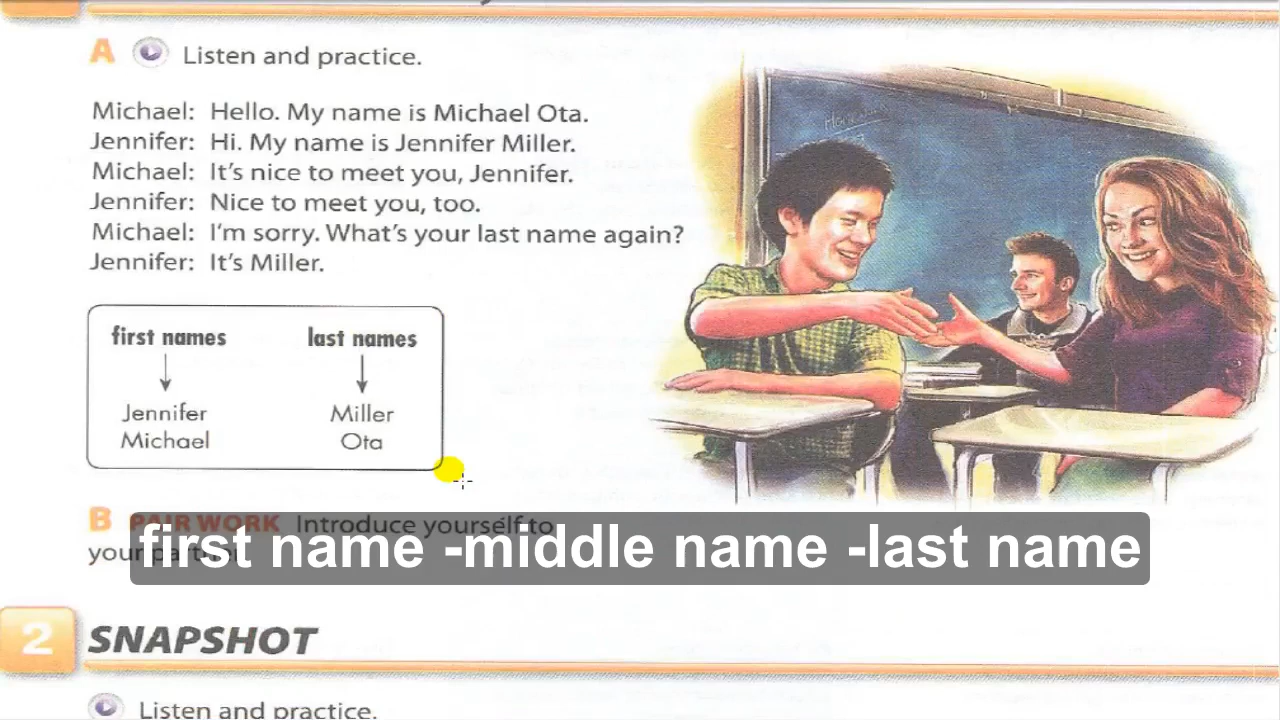 A Listen and practice.
Michael: Hello. My name is Michael Ota.
Jennifer: Hi. My name is Jennifer Miller.
Michael: It's nice to meet you, Jennifer.
Jennifer: Nice to meet you, too.
Michael: I'm sorry. What's your last name again?
Jennifer: It's Miller.
first names last names
Jennifer Miller
Michael Ota
B PAIR WORK Introduce yourself to
your
first name -middle name -last name
2 SNAPSHOT
Listen and practice.